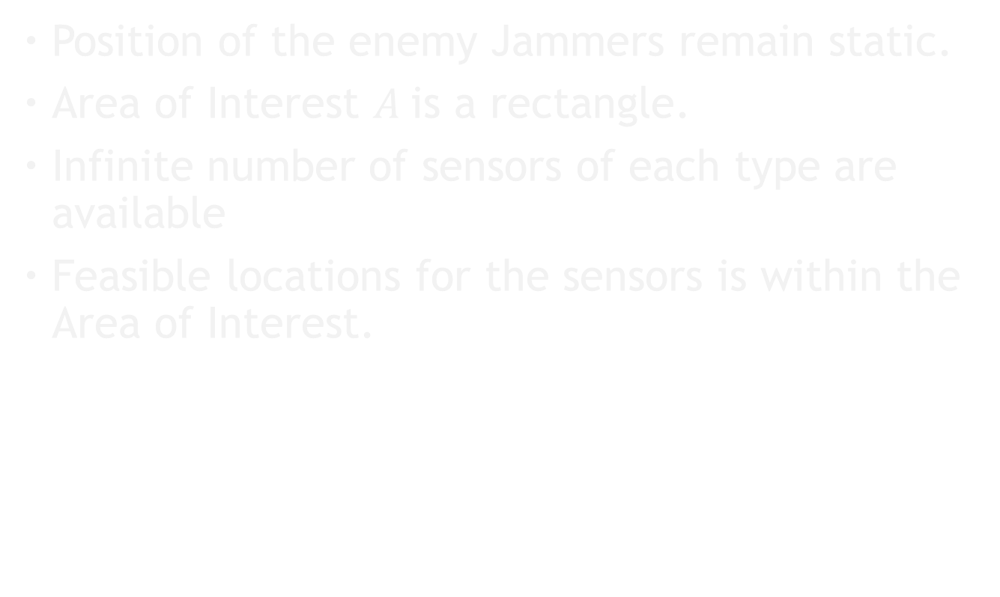 • Position of the enemy Jammers remain static.
• Area of Interest A is a rectangle.
• Infinite number of sensors of each type are
available
• Feasible locations for the sensors is within the
Area of Interest.